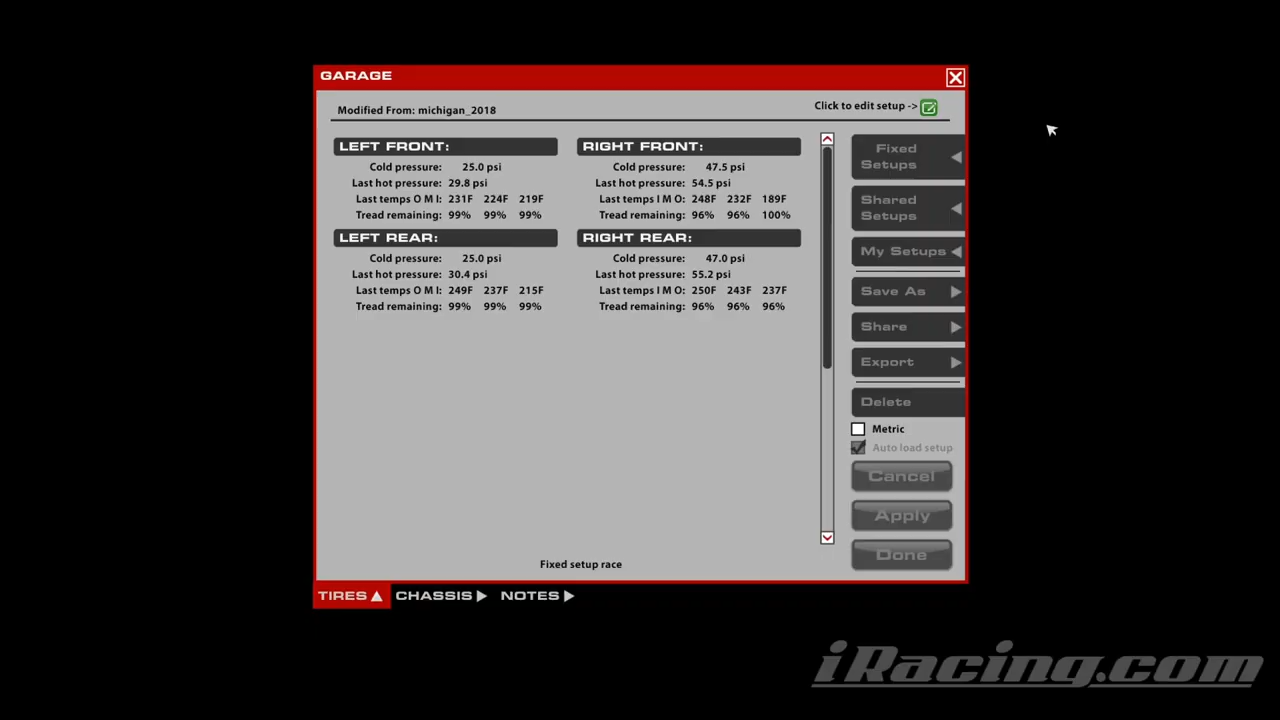 GARAGE
Modified From: michigan_2018
Click to edit setup ->
LEFT FRONT:
Cold pressure: 25.0 psi
Last hot pressure: 29.8 psi
Last temps O M I: 231F 224F 219F
Tread remaining: 99% 99% 99%
RIGHT FRONT:
Cold pressure: 47.5 psi
Last hot pressure: 54.5 psi
Last temps I M O: 248F 232F 189F
Tread remaining: 96% 96% 100%
LEFT REAR:
Cold pressure: 25.0 psi
Last hot pressure: 30.4 psi
Last temps O M I: 249F 237F 215F
Tread remaining: 99% 99% 99%
RIGHT REAR:
Cold pressure: 47.0 psi
Last hot pressure: 55.2 psi
Last temps I M O: 250F 243F 237F
Tread remaining: 96% 96% 96%
Fixed setup race
Fixed
Setups
Shared
Setups
My Setups
Save As
Share
Export
Delete
Metric
Auto load setup
Cancel
Apply
Done
TIRES CHASSIS NOTES
iRacing.com